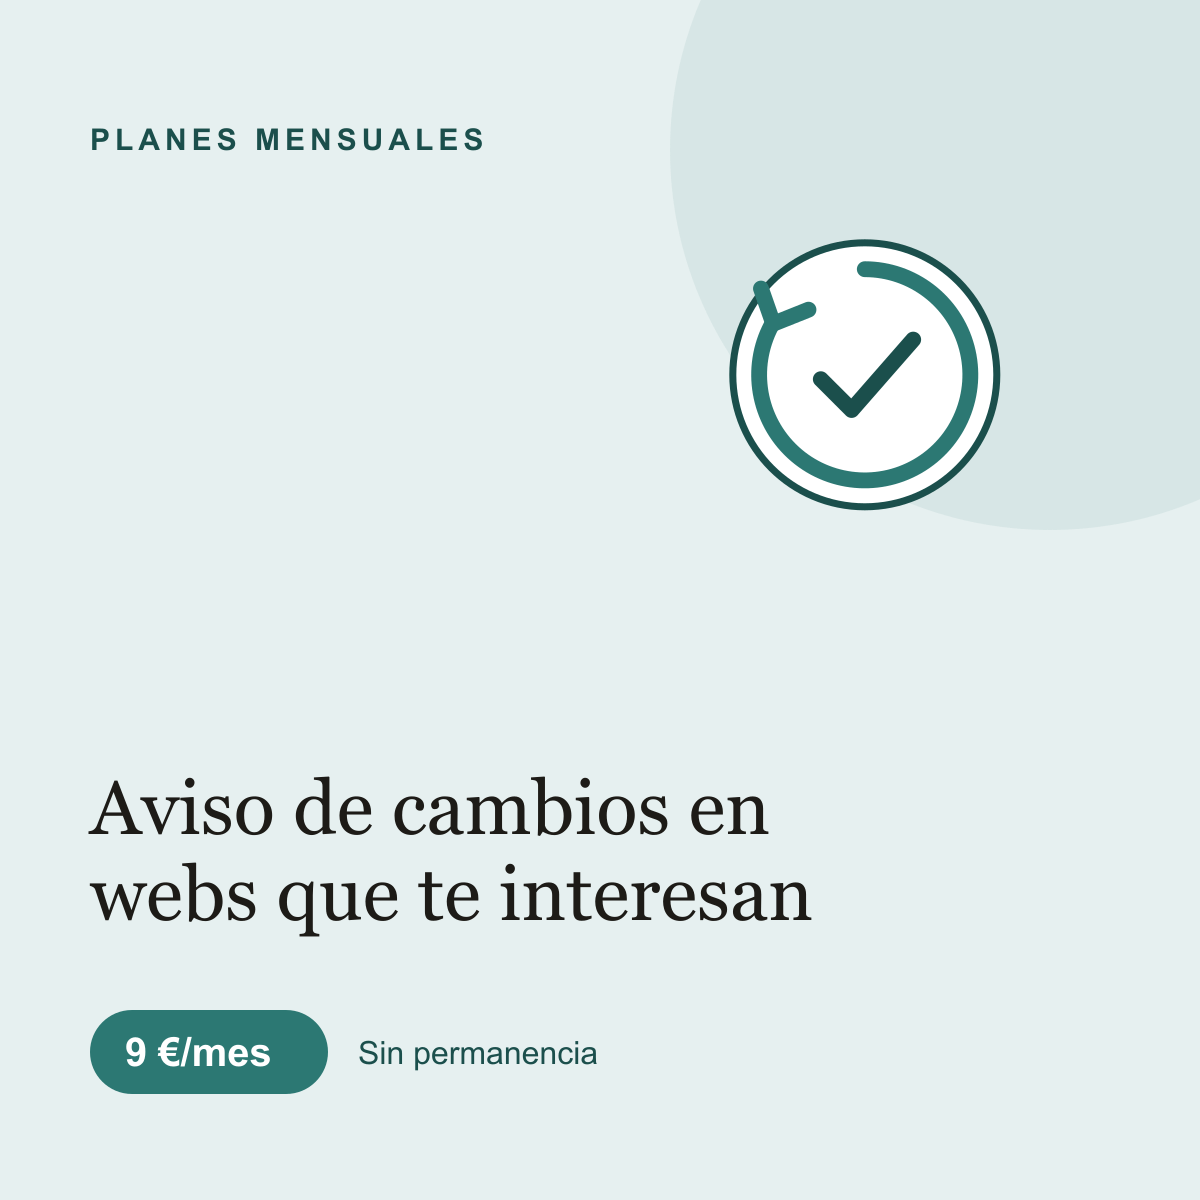 PLANES MENSUALES
Aviso de cambios en
webs que te interesan
9 €/mes
Sin permanencia